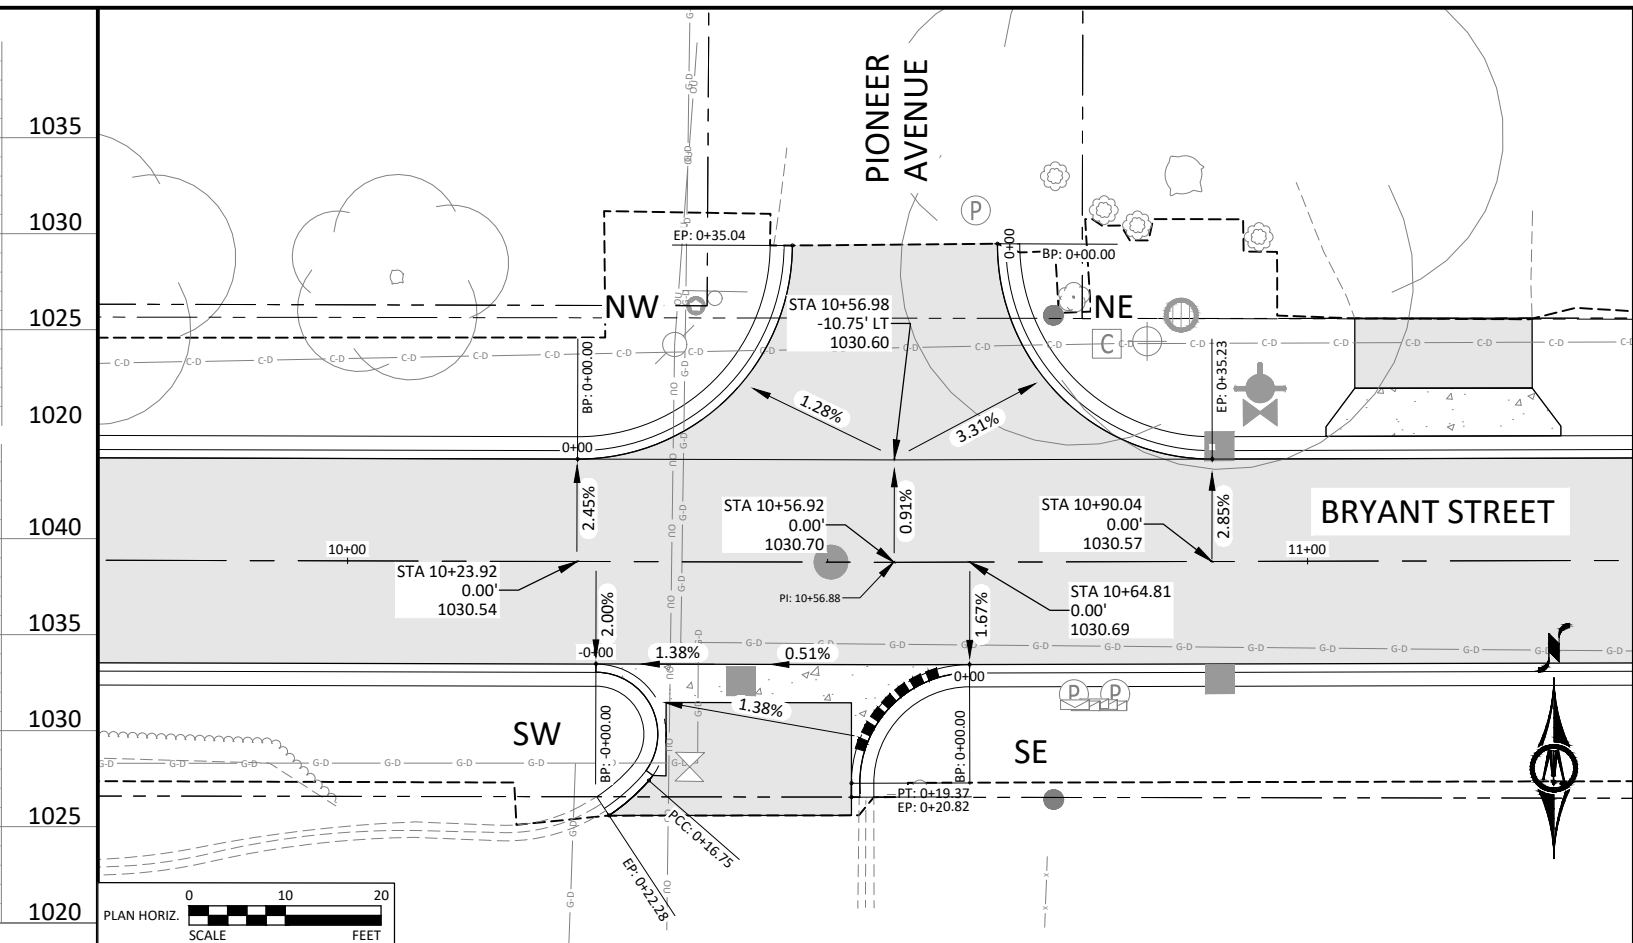 1035
1030
1025
1020
1040
1035
1030
1025
1020
PIONEER
AVENUE
EP: 0+35.04
0+00
BP: 0+00.00
P
NW
NE
STA 10+56.98
-10.75' LT
1030.60
C
C-D C-D C-D C-D C-D C-D C-D C-D C-D C-D C-D C-D C-D C-D C-D
BP: 0+00.00
EP: 0+35.23
1.28%
3.31%
0+00
2.45%
STA 10+56.92
0.00'
1030.70
0.91%
STA 10+90.04
0.00'
1030.57
2.85%
BRYANT STREET
10+00
11+00
STA 10+23.92
0.00'
1030.54
PI: 10+56.88
STA 10+64.81
0.00'
1030.69
2.00%
1.67%
-0+00
1.38%
0.51%
G-D G-D G-D G-D G-D G-D G-D G-D G-D G-D G-D
0+00
P P
1.38%
SW
SE
BP: -0+00.00
BP: 0+00.00
G-D G-D G-D G-D G-D G-D G-D G-D
PT: 0+19.37
EP: 0+20.82
PCC: 0+16.75
EP: 0+22.28
0 10 20
PLAN HORIZ.
SCALE FEET